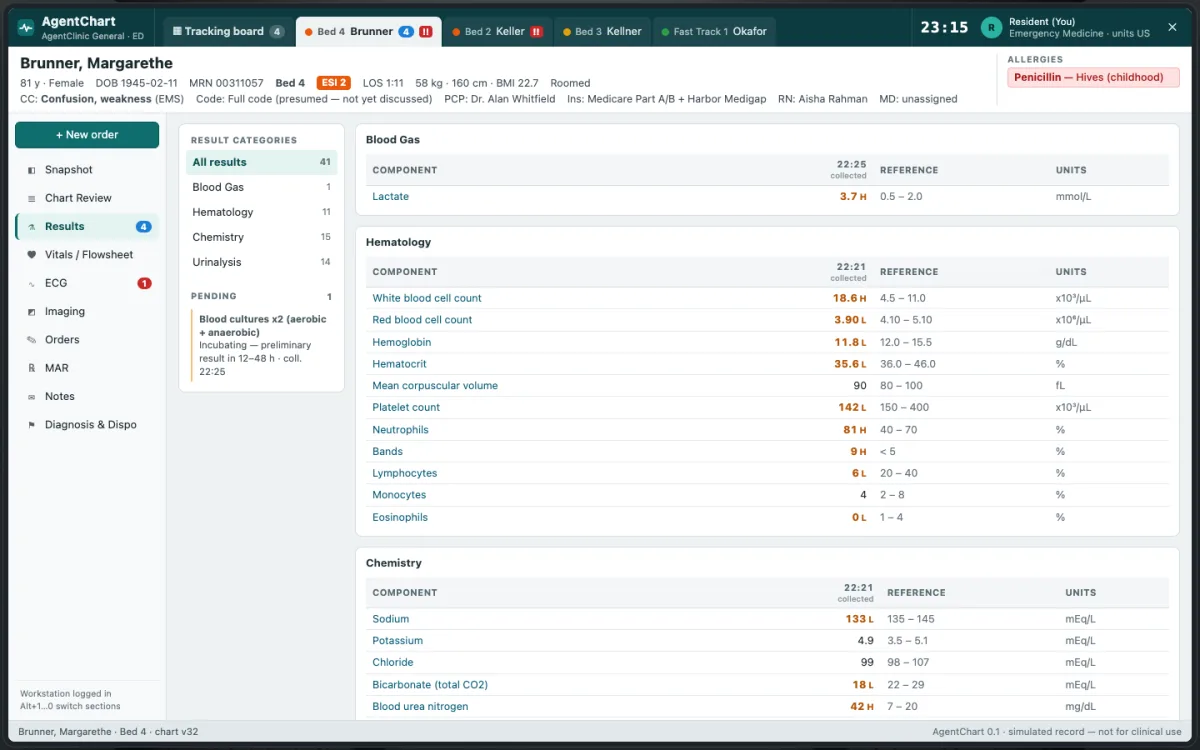 AgentChart
AgentClinic General · ED
Tracking board 4
Bed 4 Brunner 4 !!
Bed 2 Keller !!
Bed 3 Kellner
Fast Track 1 Okafor
23:15
R
Resident (You)
Emergency Medicine · units US
Brunner, Margarethe
81 y · Female DOB 1945-02-11 MRN 00311057 Bed 4 ESI 2 LOS 1:11 58 kg · 160 cm · BMI 22.7 Roomed
CC: Confusion, weakness (EMS) Code: Full code (presumed — not yet discussed) PCP: Dr. Alan Whitfield Ins: Medicare Part A/B + Harbor Medigap RN: Aisha Rahman MD: unassigned
ALLERGIES
Penicillin — Hives (childhood)
+ New order
Snapshot
Chart Review
Results 4
Vitals / Flowsheet
ECG 1
Imaging
Orders
MAR
Notes
Diagnosis & Dispo
Workstation logged in
Alt+1…0 switch sections
RESULT CATEGORIES
All results 41
Blood Gas 1
Hematology 11
Chemistry 15
Urinalysis 14
PENDING 1
Blood cultures x2 (aerobic
+ anaerobic)
Incubating — preliminary
result in 12–48 h · coll.
22:25
Blood Gas
COMPONENT 22:25 collected REFERENCE UNITS
Lactate 3.7 H 0.5 – 2.0 mmol/L
Hematology
COMPONENT 22:21 collected REFERENCE UNITS
White blood cell count 18.6 H 4.5 – 11.0 x10³/µL
Red blood cell count 3.90 L 4.10 – 5.10 x10⁶/µL
Hemoglobin 11.8 L 12.0 – 15.5 g/dL
Hematocrit 35.6 L 36.0 – 46.0 %
Mean corpuscular volume 90 80 – 100 fL
Platelet count 142 L 150 – 400 x10³/µL
Neutrophils 81 H 40 – 70 %
Bands 9 H < 5 %
Lymphocytes 6 L 20 – 40 %
Monocytes 4 2 – 8 %
Eosinophils 0 L 1 – 4 %
Chemistry
COMPONENT 22:21 collected REFERENCE UNITS
Sodium 133 L 135 – 145 mEq/L
Potassium 4.9 3.5 – 5.1 mEq/L
Chloride 99 98 – 107 mEq/L
Bicarbonate (total CO2) 18 L 22 – 29 mEq/L
Blood urea nitrogen 42 H 7 – 20 mg/dL
Brunner, Margarethe · Bed 4 · chart v32
AgentChart 0.1 · simulated record — not for clinical use